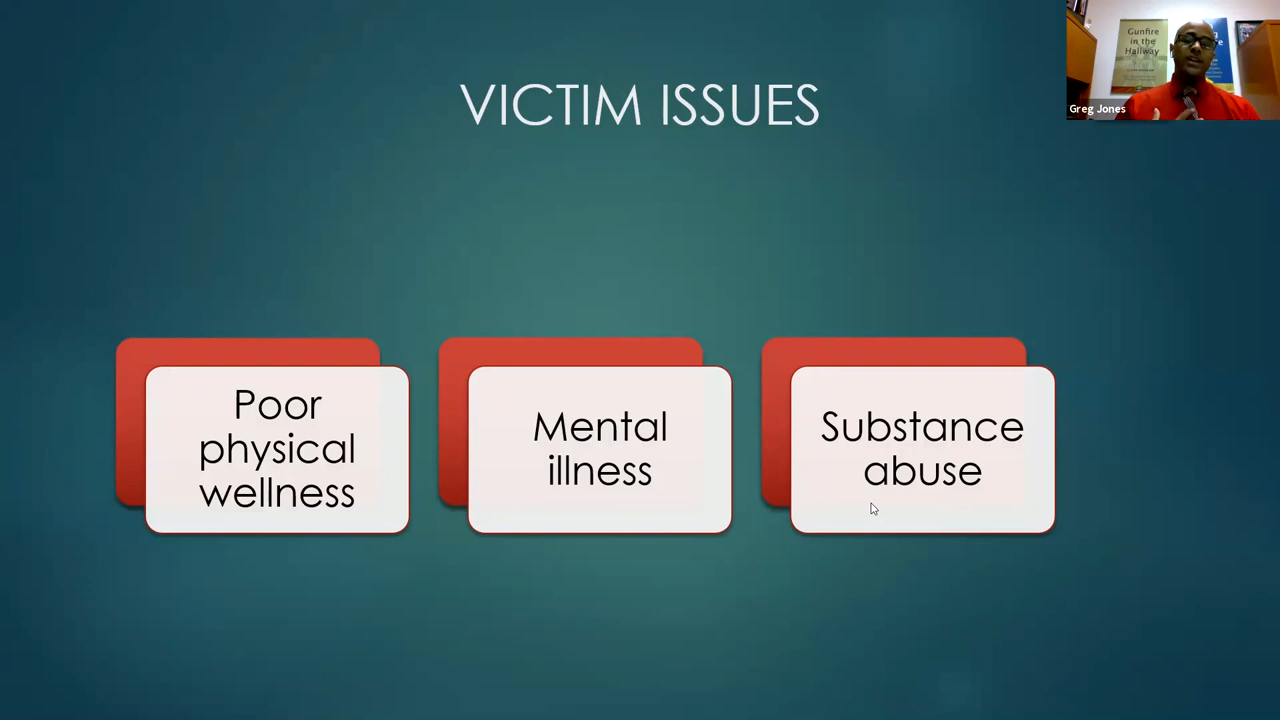 VICTIM ISSUES
Gunfire
in the
Hallway
Greg Jones
Poor
physical
wellness
Mental
illness
Substance
abuse